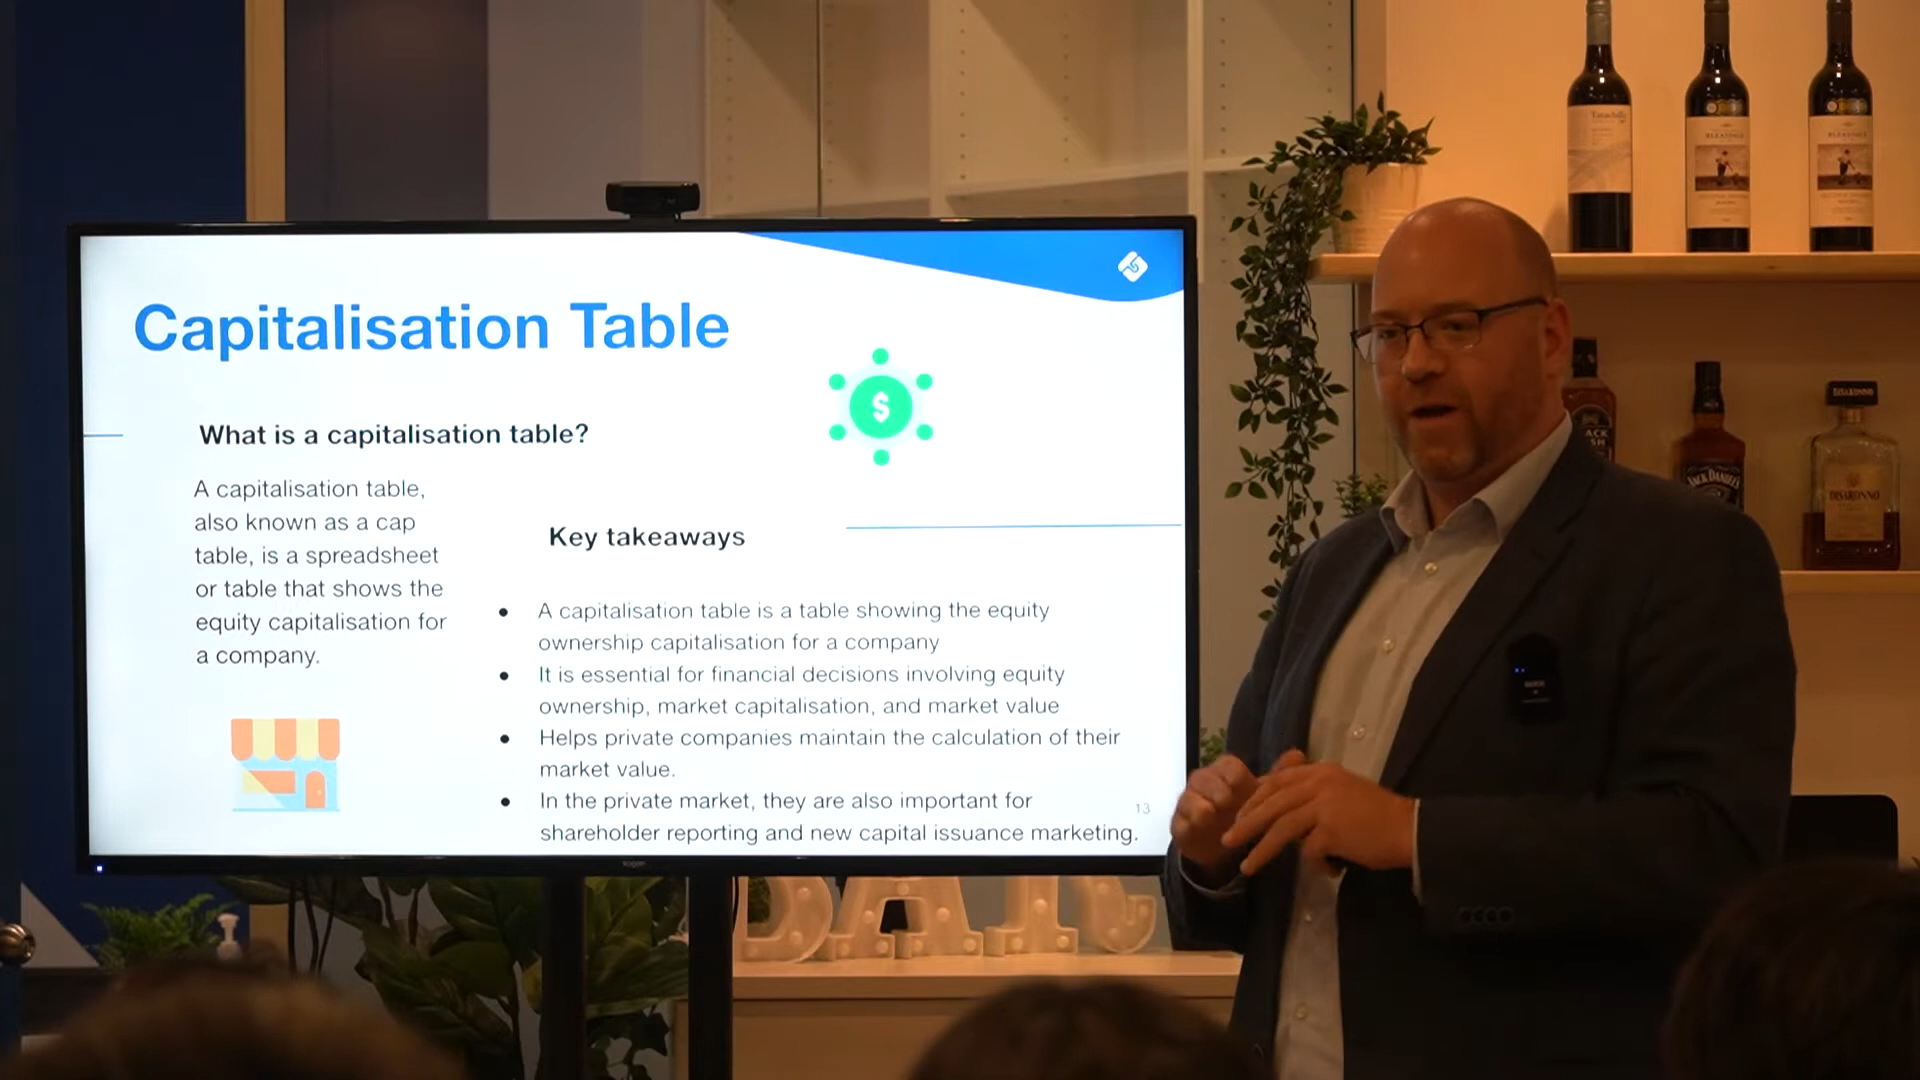 Capitalisation Table
$
What is a capitalisation table?
A capitalisation table,
also known as a cap
table, is a spreadsheet
or table that shows the
equity capitalisation for
a company.
Key takeaways
● A capitalisation table is a table showing the equity
ownership capitalisation for a company
● It is essential for financial decisions involving equity
ownership, market capitalisation, and market value
● Helps private companies maintain the calculation of their
market value.
● In the private market, they are also important for
shareholder reporting and new capital issuance marketing.
13
JACK DANIEL'S
DISARONNO
DISARONNO